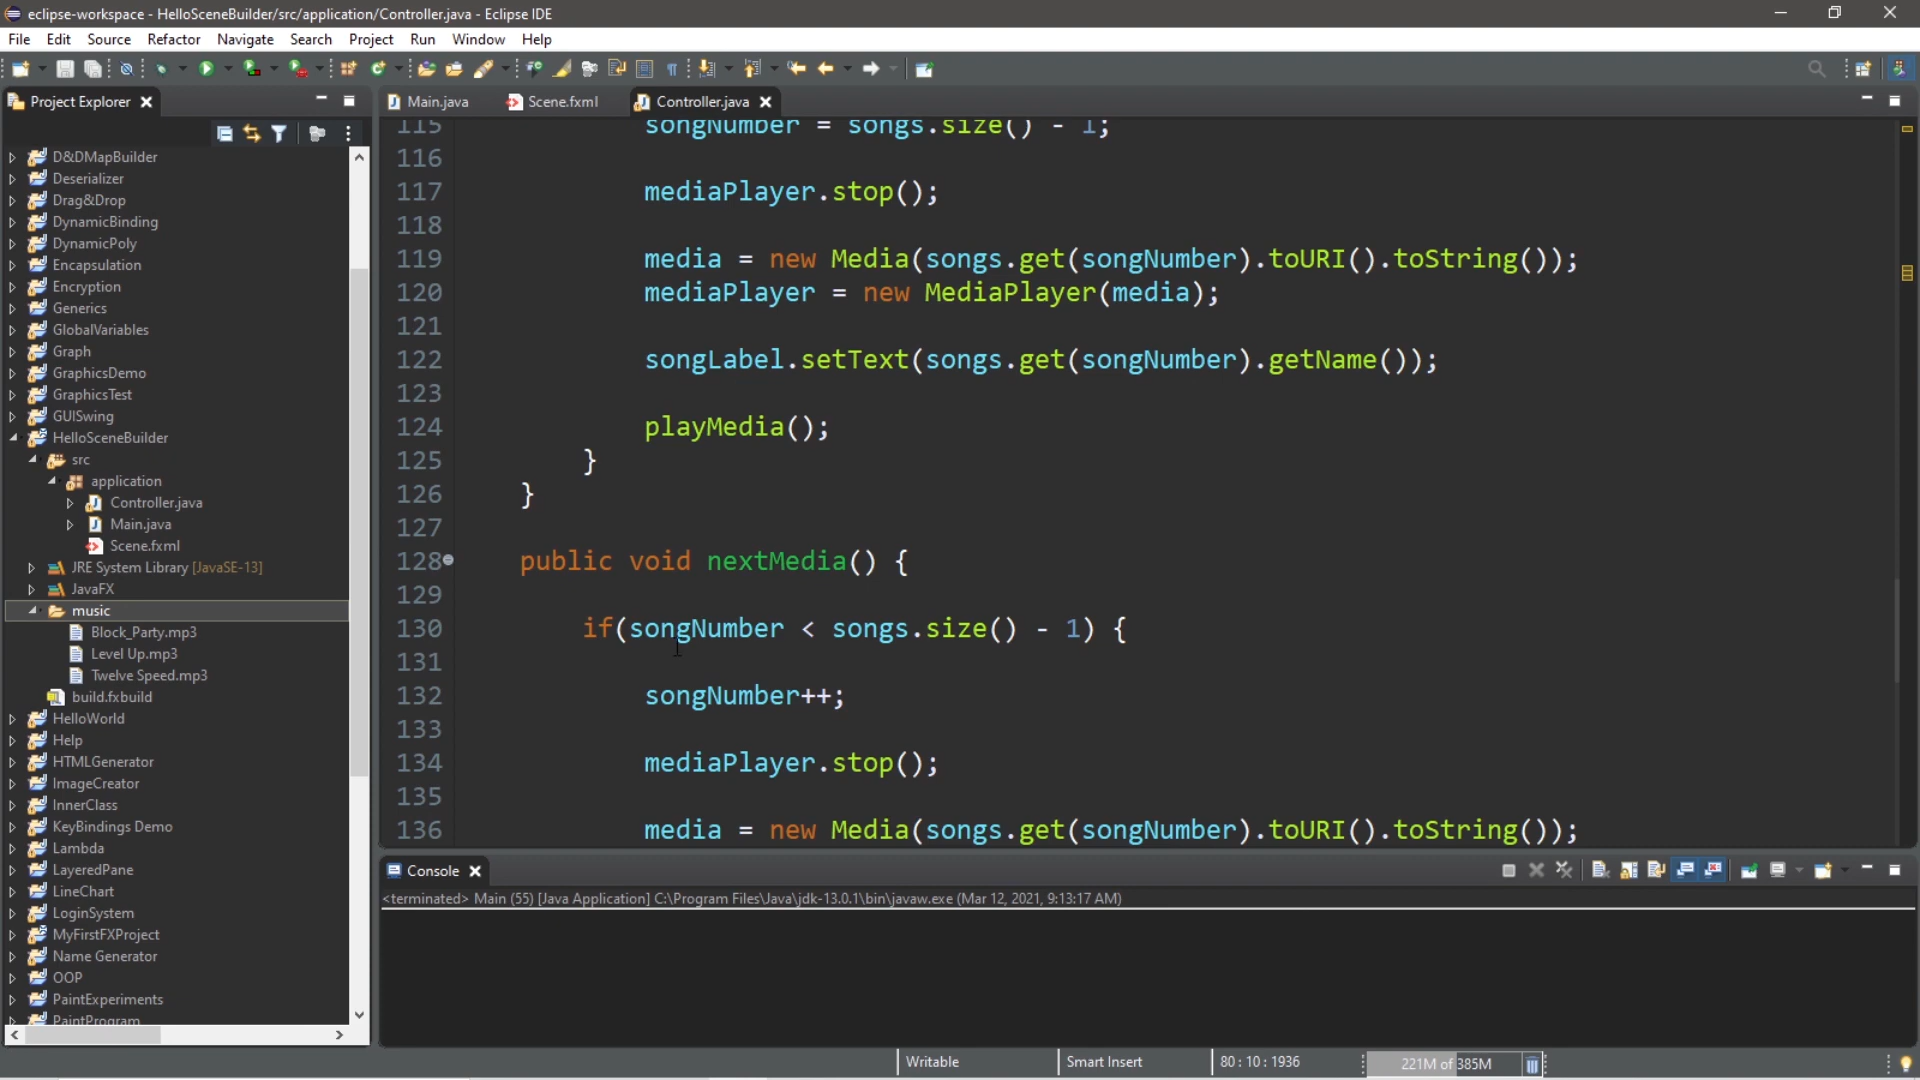 eclipse-workspace - HelloSceneBuilder/src/application/Controller.java - Eclipse IDE
File Edit Source Refactor Navigate Search Project Run Window Help
Project Explorer
D&DMapBuilder
Deserializer
Drag&Drop
DynamicBinding
DynamicPoly
Encapsulation
Encryption
Generics
GlobalVariables
Graph
GraphicsDemo
GraphicsTest
GUISwing
HelloSceneBuilder
src
application
Controller.java
Main.java
Scene.fxml
JRE System Library [JavaSE-13]
JavaFX
music
Block_Party.mp3
Level Up.mp3
Twelve Speed.mp3
build.fxbuild
HelloWorld
Help
HTMLGenerator
ImageCreator
InnerClass
KeyBindings Demo
Lambda
LayeredPane
LineChart
LoginSystem
MyFirstFXProject
Name Generator
OOP
PaintExperiments
PaintProgram
Main.java Scene.fxml Controller.java
115 songNumber = songs.size() - 1;
116
117 mediaPlayer.stop();
118
119 media = new Media(songs.get(songNumber).toURI().toString());
120 mediaPlayer = new MediaPlayer(media);
121
122 songLabel.setText(songs.get(songNumber).getName());
123
124 playMedia();
125 }
126 }
127
128 public void nextMedia() {
129
130 if(songNumber < songs.size() - 1) {
131
132 songNumber++;
133
134 mediaPlayer.stop();
135
136 media = new Media(songs.get(songNumber).toURI().toString());
Console
<terminated> Main (55) [Java Application] C:\Program Files\Java\jdk-13.0.1\bin\javaw.exe (Mar 12, 2021, 9:13:17 AM)
Writable Smart Insert 80 : 10 : 1936 221M of 385M